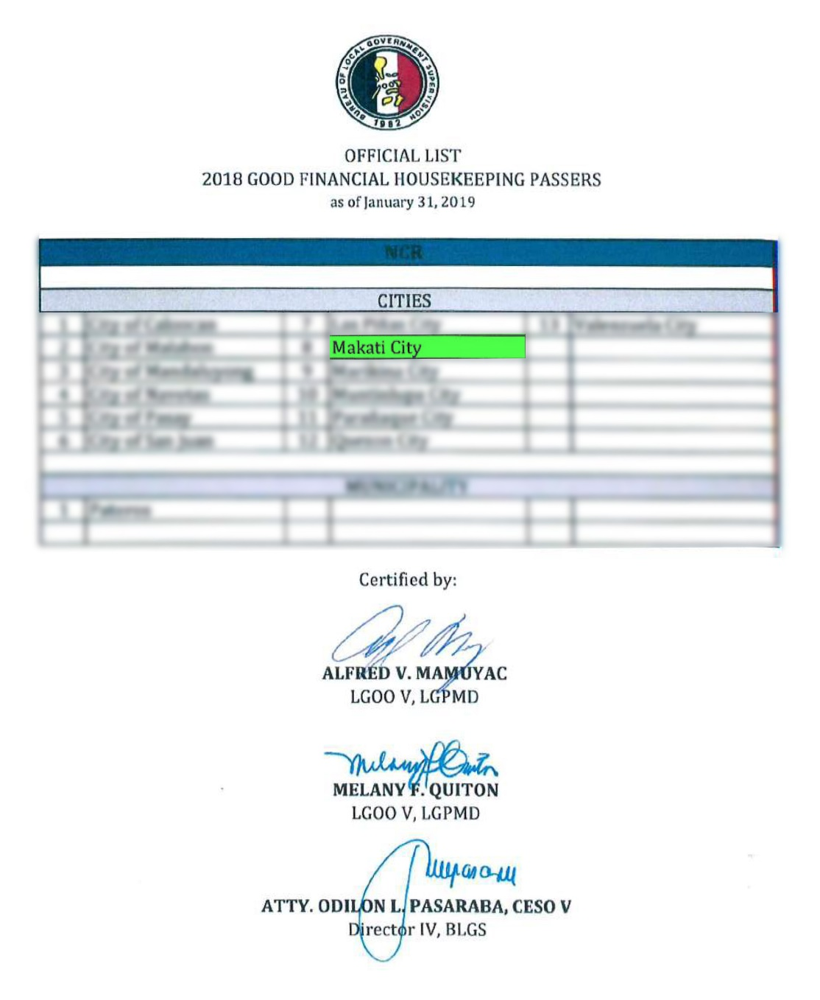 BUREAU OF LOCAL GOVERNMENT SUPERVISION
1982
OFFICIAL LIST
2018 GOOD FINANCIAL HOUSEKEEPING PASSERS
as of January 31, 2019
NCR
CITIES
1 City of Caloocan 7 Las Piñas City 13 Valenzuela City
2 City of Malabon 8 Makati City
3 City of Mandaluyong 9 Marikina City
4 City of Navotas 10 Muntinlupa City
5 City of Pasay 11 Parañaque City
6 City of San Juan 12 Quezon City
MUNICIPALITY
1 Pateros
Certified by:
ALFRED V. MAMUYAC
LGOO V, LGPMD
MELANY F. QUITON
LGOO V, LGPMD
ATTY. ODILON L. PASARABA, CESO V
Director IV, BLGS